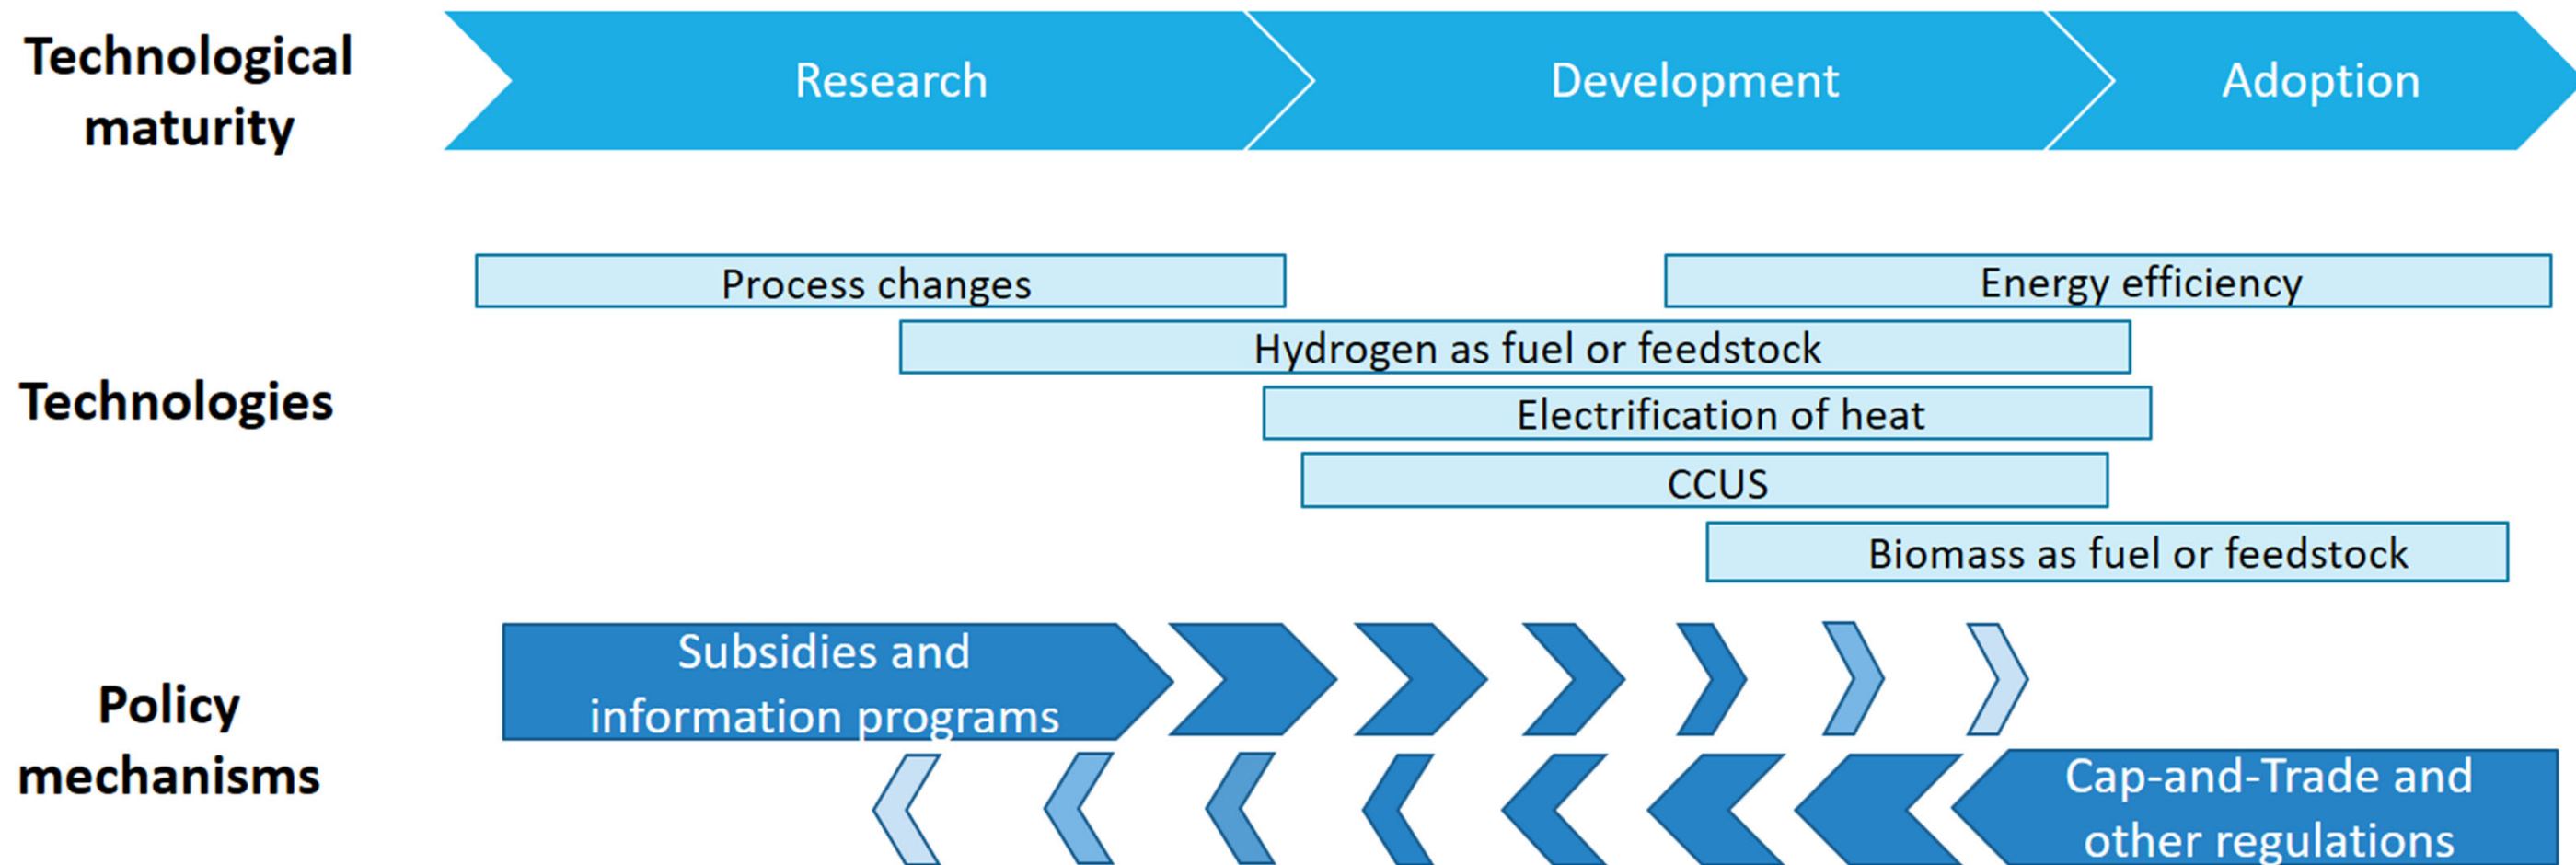 Technological
maturity
Research
Development
Adoption
Technologies
Process changes
Energy efficiency
Hydrogen as fuel or feedstock
Electrification of heat
CCUS
Biomass as fuel or feedstock
Policy
mechanisms
Subsidies and
information programs
Cap-and-Trade and
other regulations